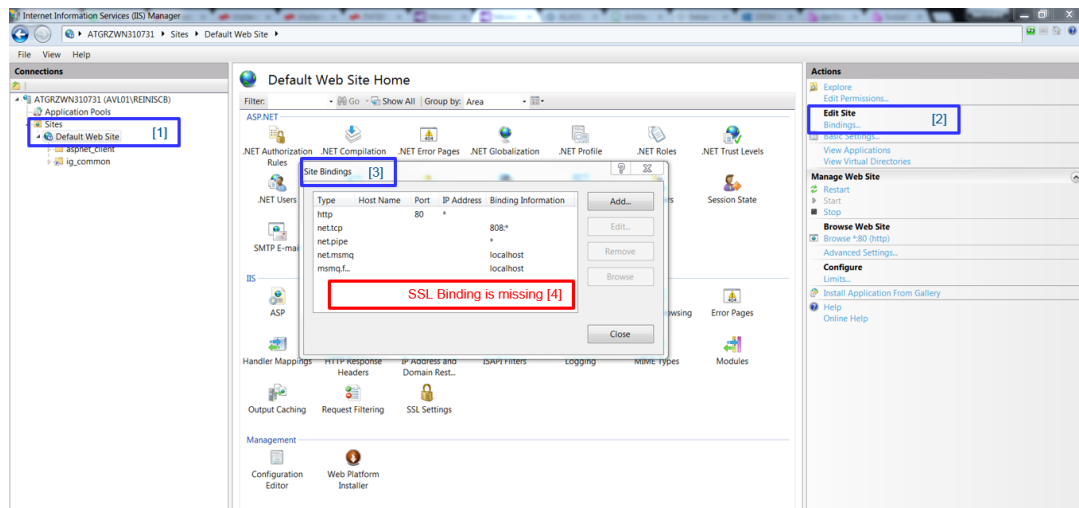 Internet Information Services (IIS) Manager
ATGRZWN310731 Sites Default Web Site
File View Help
Connections
ATGRZWN310731 (AVL01\REINISCB)
Application Pools
Sites
Default Web Site [1]
aspnet_client
ig_common
Default Web Site Home
Filter: Go Show All Group by: Area
ASP.NET
.NET Authorization Rules
.NET Compilation
.NET Error Pages
.NET Globalization
.NET Profile
.NET Roles
.NET Trust Levels
.NET Users
Session State
SMTP E-mai
Site Bindings [3]
Type Host Name Port IP Address Binding Information
http 80 *
net.tcp 808:*
net.pipe *
net.msmq localhost
msmq.f... localhost
SSL Binding is missing [4]
Add...
Edit...
Remove
Browse
Close
IIS
ASP
wsing
Error Pages
Handler Mappings
HTTP Response Headers
IP Address and Domain Rest...
ISAPI Filters
Logging
MIME Types
Modules
Output Caching
Request Filtering
SSL Settings
Management
Configuration Editor
Web Platform Installer
Actions
Explore
Edit Permissions...
Edit Site [2]
Bindings...
Basic Settings...
View Applications
View Virtual Directories
Manage Web Site
Restart
Start
Stop
Browse Web Site
Browse *:80 (http)
Advanced Settings...
Configure
Limits...
Install Application From Gallery
Help
Online Help